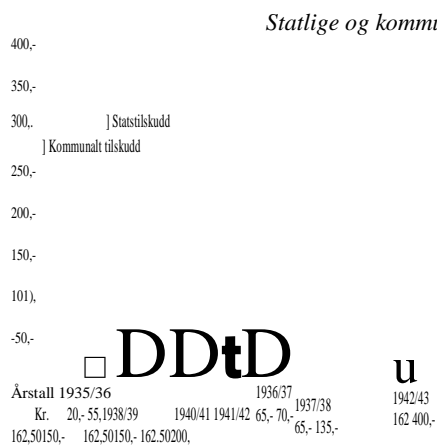 Statlige og kommu
400,-
350,-
300,.
] Statstilskudd
] Kommunalt tilskudd
250,-
200,-
150,-
101),
-50,-
□ DDtD u
Årstall 1935/36 1936/37 1937/38 1942/43
Kr. 20,- 55,1938/39 1940/41 1941/42 65,- 70,- 65,- 135,- 162 400,-
162,50150,- 162,50150,- 162.50200,